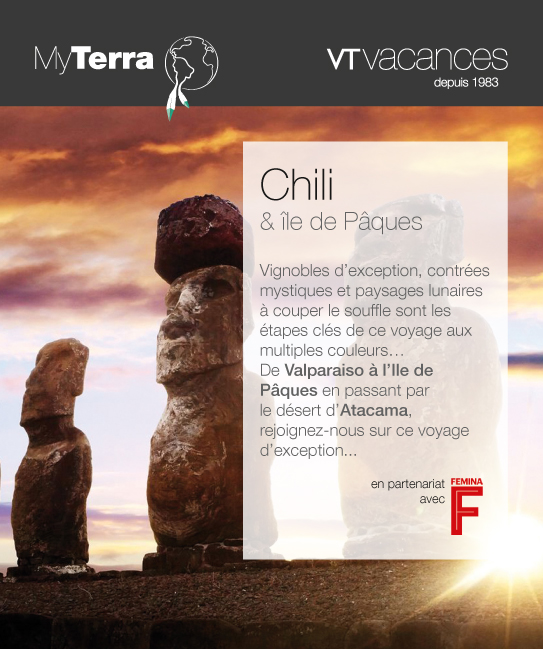 MyTerra
VTVacances
depuis 1983
Chili
& île de Pâques
Vignobles d'exception, contrées
mystiques et paysages lunaires
à couper le souffle sont les
étapes clés de ce voyage aux
multiples couleurs…
De Valparaiso à l'Ile de
Pâques en passant par
le désert d'Atacama,
rejoignez-nous sur ce voyage
d'exception...
en partenariat
avec
FEMINA
F